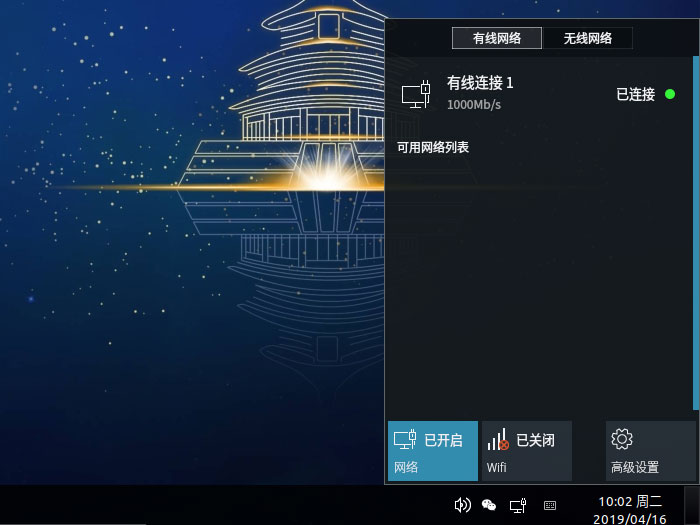 有线网络
无线网络
有线连接 1
1000Mb/s
已连接
可用网络列表
已开启
网络
已关闭
Wifi
高级设置
10:02 周二
2019/04/16